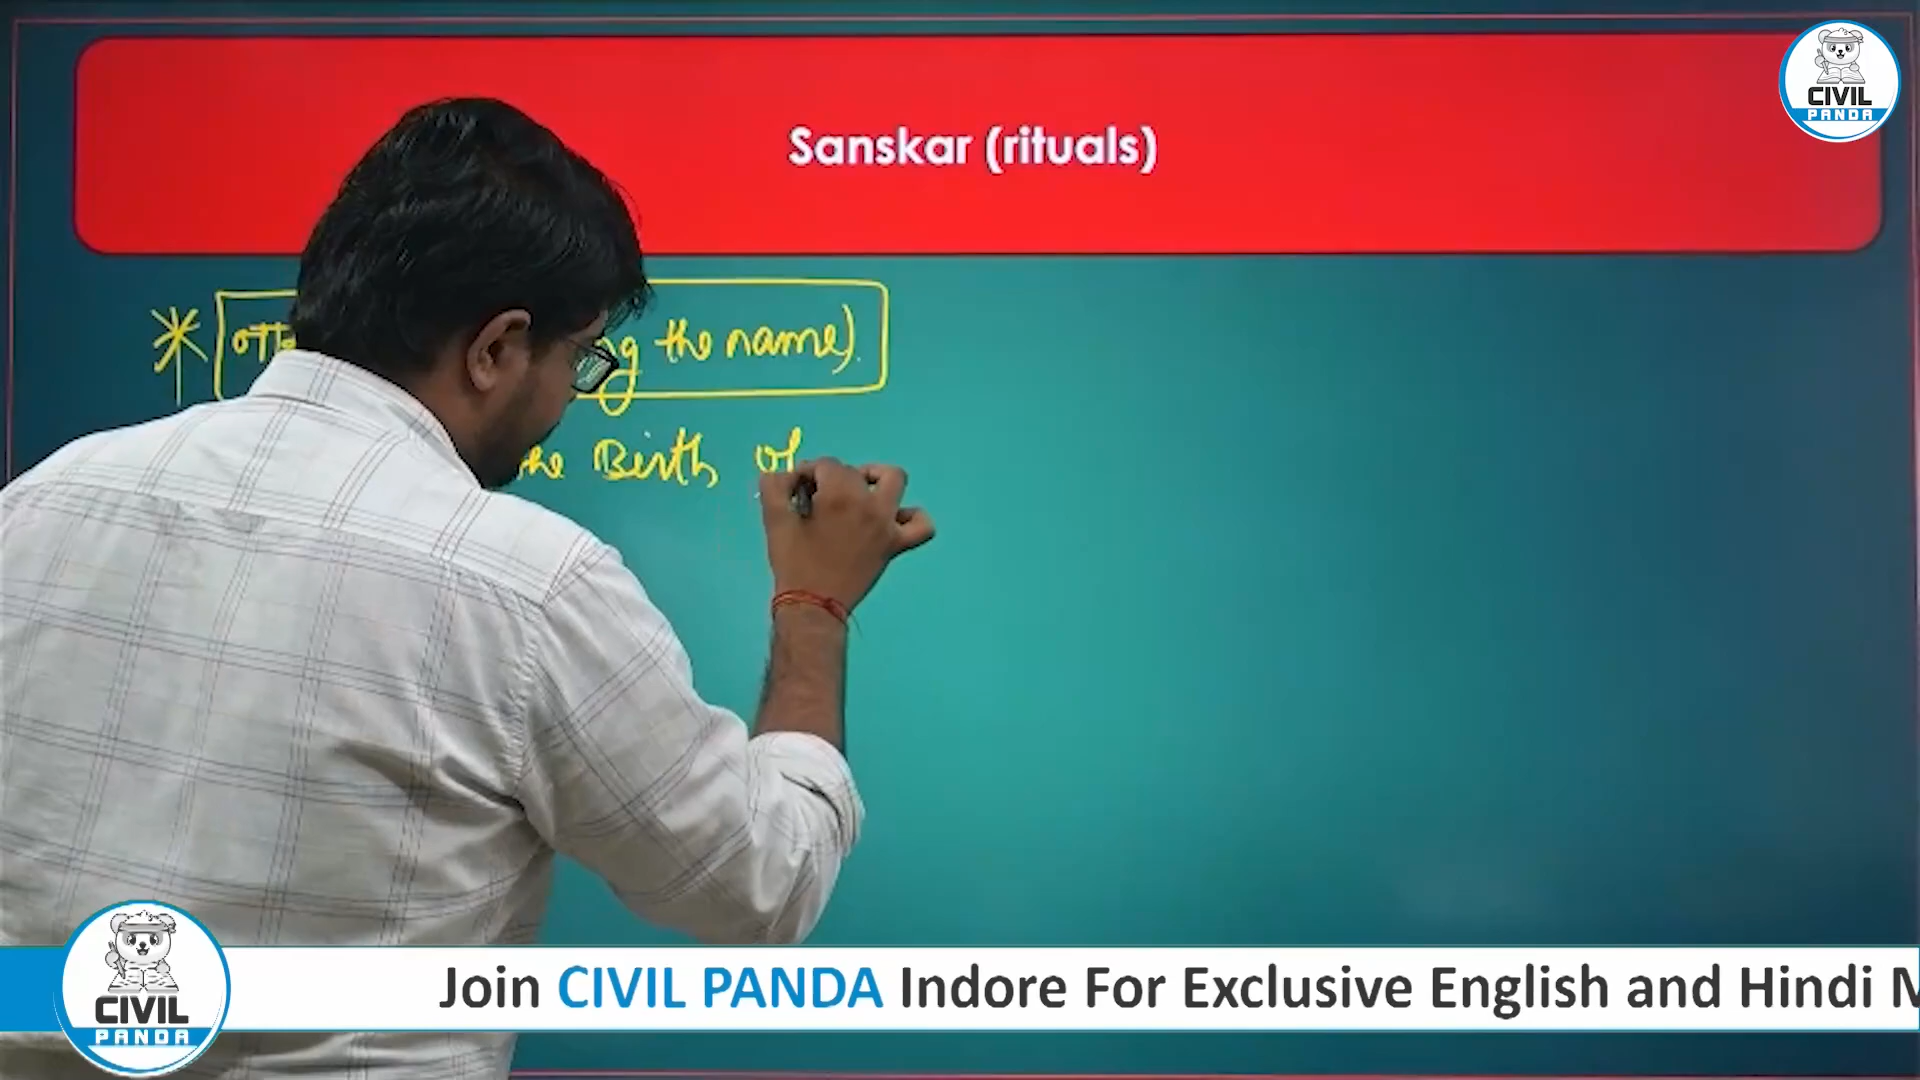 CIVIL
PANDA
Sanskar (rituals)
the name).
the Birth of
CIVIL
PANDA
Join CIVIL PANDA Indore For Exclusive English and Hindi